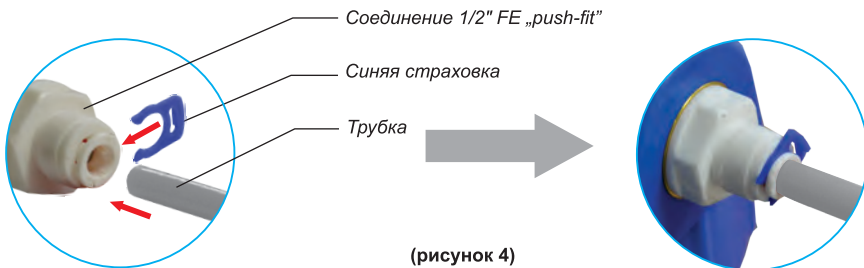 Соединение 1/2" FE „push-fit”
Синяя страховка
Трубка
(рисунок 4)